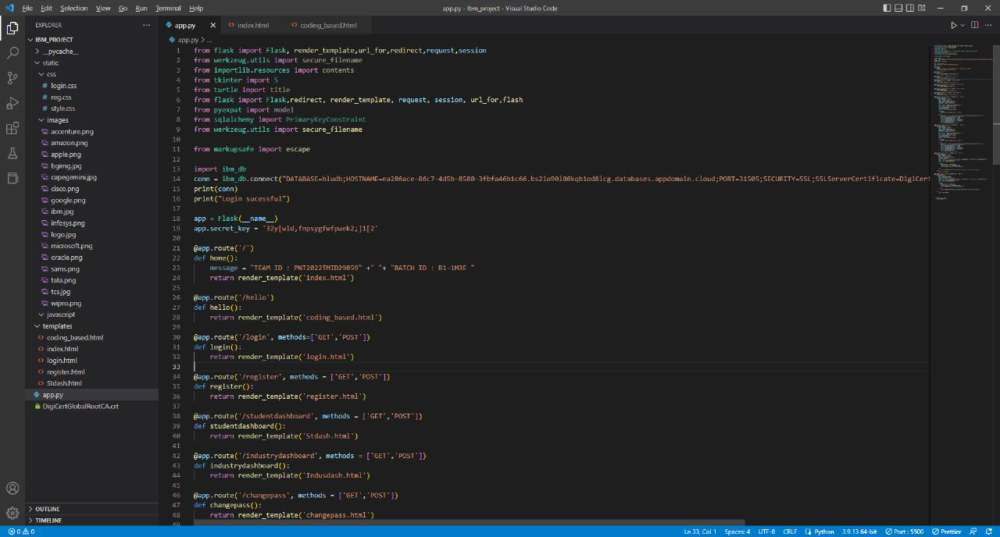 File Edit Selection View Go Run Terminal Help
app.py - Ibm_project - Visual Studio Code
EXPLORER
IBM_PROJECT
__pycache__
static
css
login.css
reg.css
style.css
images
accenture.png
amazon.png
apple.png
bgimg.jpg
capegemini.jpg
cisco.png
google.png
ibm.jpg
infosys.png
logo.jpg
microsoft.png
oracle.png
sams.png
tata.png
tcs.jpg
wipro.png
javascript
templates
coding_based.html
index.html
login.html
register.html
Stdash.html
app.py
DigiCertGlobalRootCA.crt
OUTLINE
TIMELINE
app.py index.html coding_based.html
app.py > ...
1 from flask import Flask, render_template,url_for,redirect,request,session
2 from werkzeug.utils import secure_filename
3 from importlib.resources import contents
4 from tkinter import S
5 from turtle import title
6 from flask import Flask,redirect, render_template, request, session, url_for,flash
7 from pyexpat import model
8 from sqlalchemy import PrimaryKeyConstraint
9 from werkzeug.utils import secure_filename
10
11 from markupsafe import escape
12
13 import ibm_db
14 conn = ibm_db.connect("DATABASE=bludb;HOSTNAME=ea286ace-86c7-4d5b-8580-3fbfa46b1c66.bs2io90l08kqb1od8lcg.databases.appdomain.cloud;PORT=31505;SECURITY=SSL;SSLServerCertificate=DigiCert
15 print(conn)
16 print("Login sucessful")
17
18 app = Flask(__name__)
19 app.secret_key = '32y[wld,fnpsygfwfpwek2;]1[2'
20
21 @app.route('/')
22 def home():
23 message = "TEAM ID : PNT2022TMID29859" +" "+ "BATCH ID : B1-1M3E "
24 return render_template('index.html')
25
26 @app.route('/hello')
27 def hello():
28 return render_template('coding_based.html')
29
30 @app.route('/login', methods=['GET','POST'])
31 def login():
32 return render_template('login.html')
33
34 @app.route('/register', methods = ['GET','POST'])
35 def register():
36 return render_template('register.html')
37
38 @app.route('/studentdashboard', methods = ['GET','POST'])
39 def studentdashboard():
40 return render_template('Stdash.html')
41
42 @app.route('/industrydashboard', methods = ['GET','POST'])
43 def industrydashboard():
44 return render_template('Indusdash.html')
45
46 @app.route('/changepass', methods = ['GET','POST'])
47 def changepass():
48 return render_template('changepass.html')
49
0 0
Ln 33, Col 1 Spaces: 4 UTF-8 CRLF Python 3.9.13 64-bit Port : 5500 Prettier